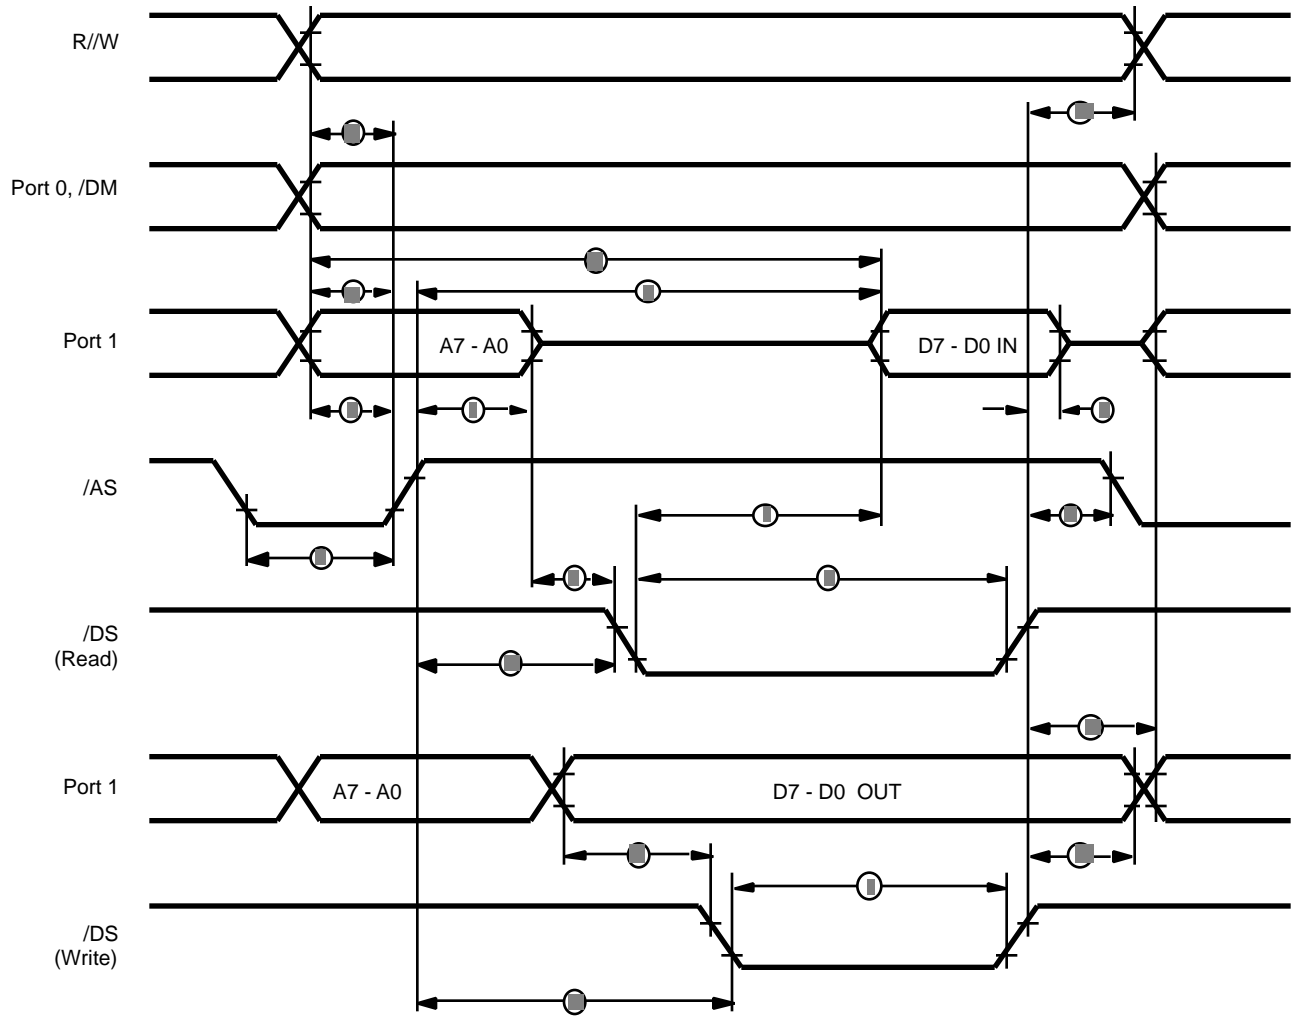 R//W
Port 0, /DM
Port 1
A7 - A0
D7 - D0 IN
/AS
/DS
(Read)
Port 1
A7 - A0
D7 - D0 OUT
/DS
(Write)